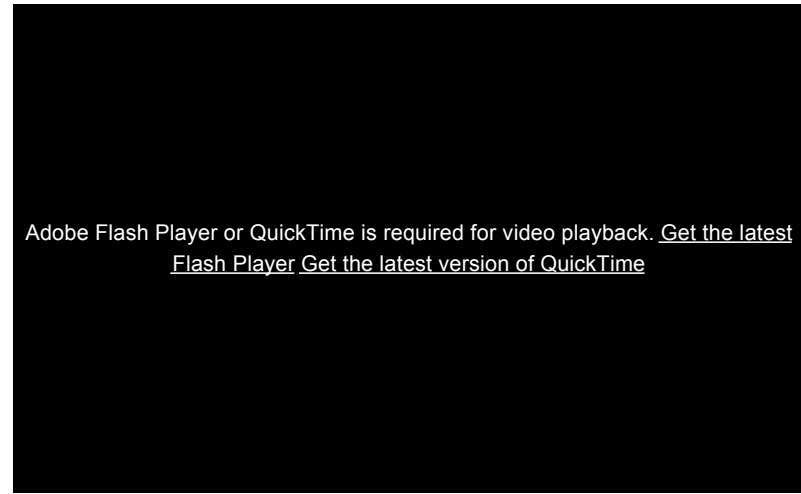 Adobe Flash Player or QuickTime is required for video playback. Get the latest
Flash Player Get the latest version of QuickTime